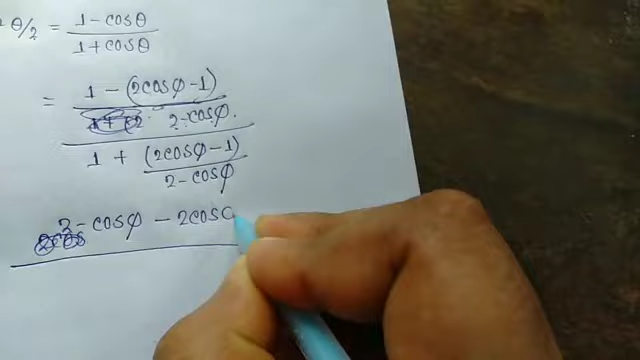 θ/2 = 1 - cosθ
1 + cosθ
= 1 - (2cosφ - 1)
2 - cosφ.
1 + (2cosφ - 1)
2 - cosφ
2 - cosφ - 2cos